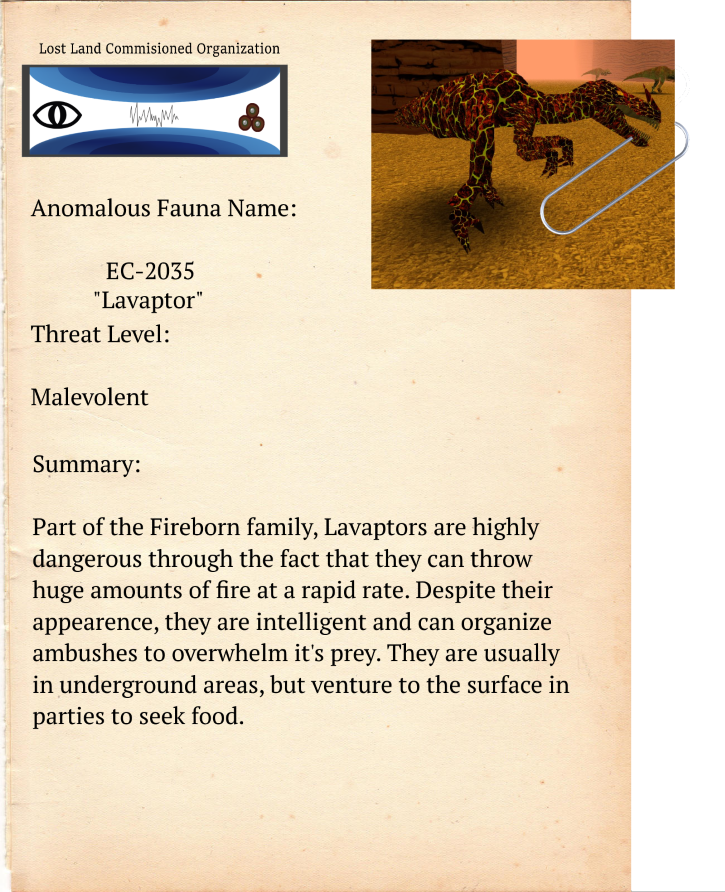 Lost Land Commisioned Organization
Anomalous Fauna Name:
EC-2035
"Lavaptor"
Threat Level:
Malevolent
Summary:
Part of the Fireborn family, Lavaptors are highly
dangerous through the fact that they can throw
huge amounts of fire at a rapid rate. Despite their
appearence, they are intelligent and can organize
ambushes to overwhelm it's prey. They are usually
in underground areas, but venture to the surface in
parties to seek food.